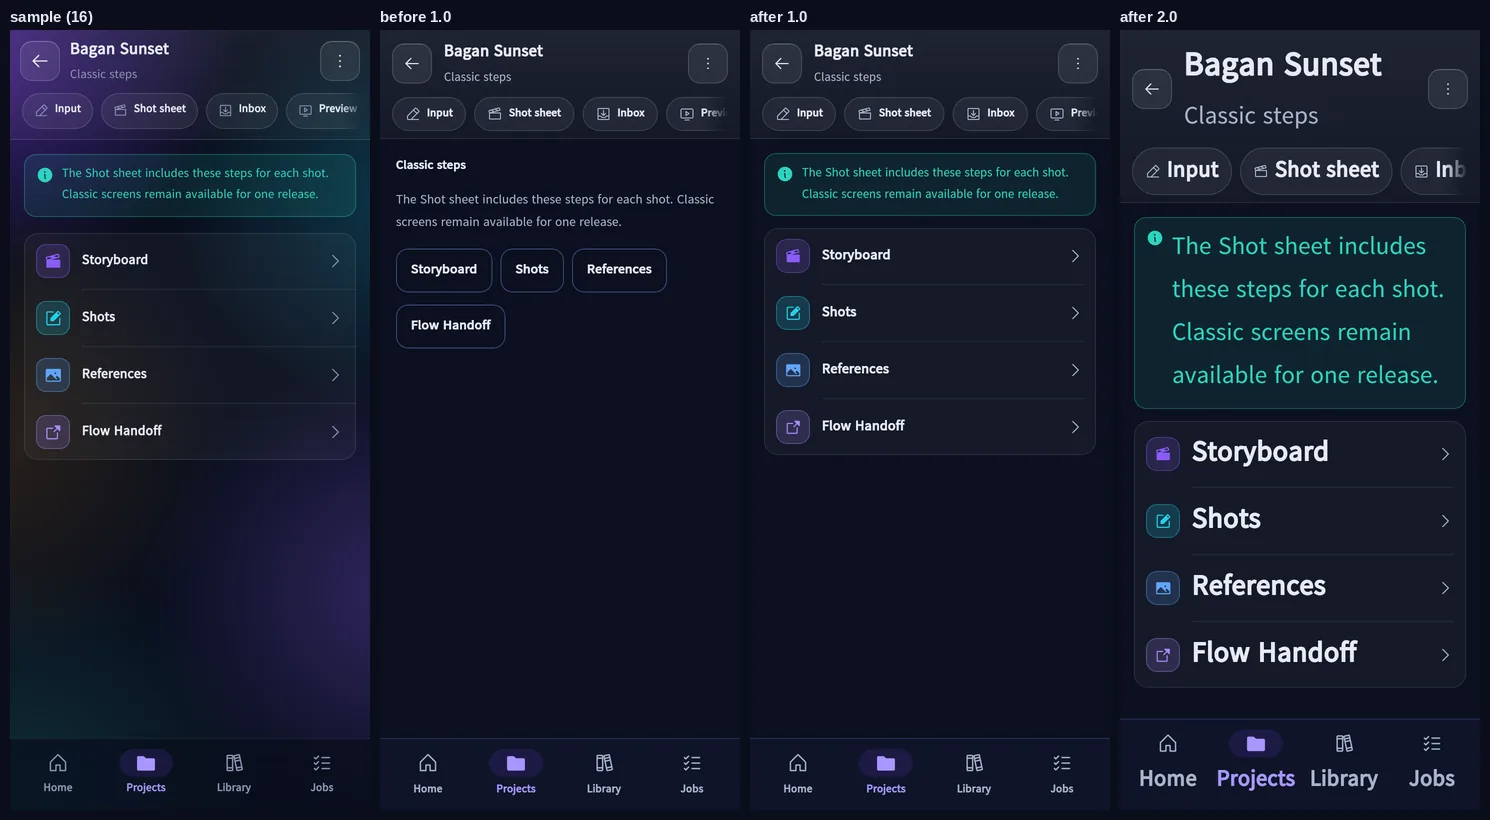 sample (16)
Bagan Sunset
Classic steps
Input
Shot sheet
Inbox
Preview
The Shot sheet includes these steps for each shot.
Classic screens remain available for one release.
Storyboard
Shots
References
Flow Handoff
Home
Projects
Library
Jobs
before 1.0
Bagan Sunset
Classic steps
Input
Shot sheet
Inbox
Previ
Classic steps
The Shot sheet includes these steps for each shot. Classic
screens remain available for one release.
Storyboard
Shots
References
Flow Handoff
Home
Projects
Library
Jobs
after 1.0
Bagan Sunset
Classic steps
Input
Shot sheet
Inbox
Previ
The Shot sheet includes these steps for each shot.
Classic screens remain available for one release.
Storyboard
Shots
References
Flow Handoff
Home
Projects
Library
Jobs
after 2.0
Bagan Sunset
Classic steps
Input
Shot sheet
Inb
The Shot sheet includes
these steps for each shot.
Classic screens remain
available for one release.
Storyboard
Shots
References
Flow Handoff
Home
Projects
Library
Jobs